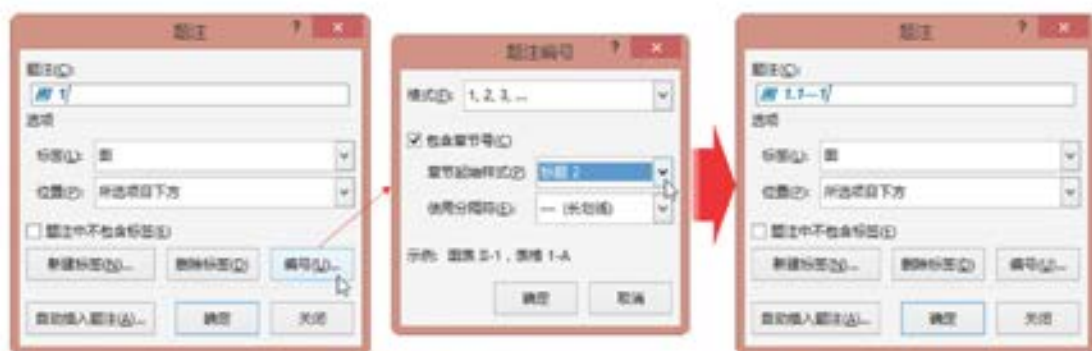 题注
?
×
题注(C):
图 1
选项
标签(L): 图
位置(P): 所选项目下方
题注中不包含标签(E)
新建标签(N)... 删除标签(D) 编号(U)...
自动插入题注(A)... 确定 关闭
题注编号
?
×
格式(F): 1, 2, 3, ...
包含章节号(C)
章节起始样式(P) 标题 2
使用分隔符(E): — (长划线)
示例: 图表 II-1，表格 1-A
确定 取消
题注
?
×
题注(C):
图 1.1—1
选项
标签(L): 图
位置(P): 所选项目下方
题注中不包含标签(E)
新建标签(N)... 删除标签(D) 编号(U)...
自动插入题注(A)... 确定 关闭